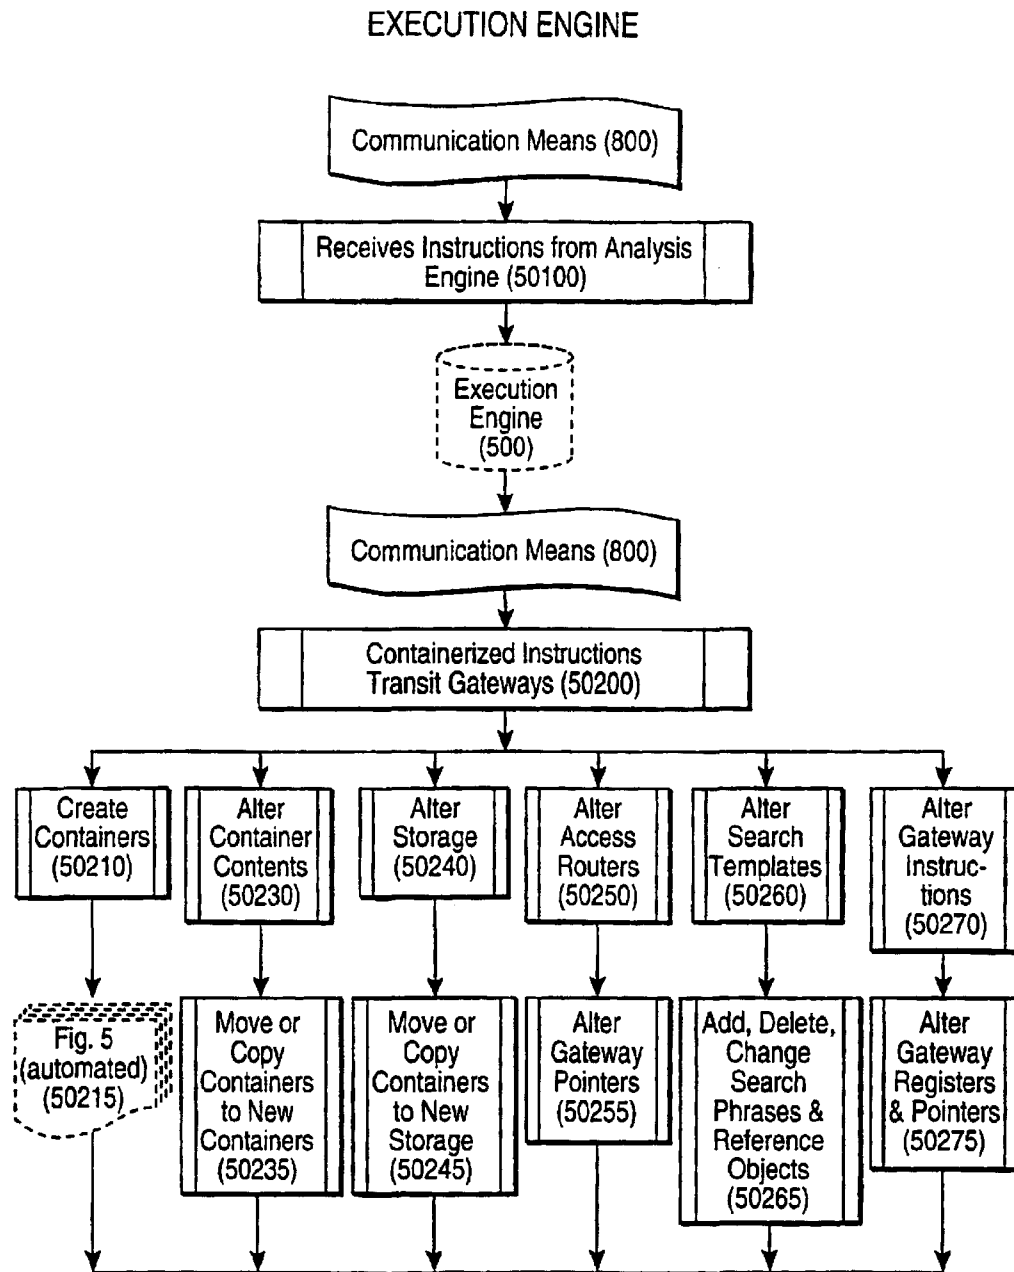 EXECUTION ENGINE
Communication Means (800)
Receives Instructions from Analysis
Engine (50100)
Execution
Engine
(500)
Communication Means (800)
Containerized Instructions
Transit Gateways (50200)
Create
Containers
(50210)
Alter
Container
Contents
(50230)
Alter
Storage
(50240)
Alter
Access
Routers
(50250)
Alter
Search
Templates
(50260)
Alter
Gateway
Instruc-
tions
(50270)
Fig. 5
(automated)
(50215)
Move or
Copy
Containers
to New
Containers
(50235)
Move or
Copy
Containers
to New
Storage
(50245)
Alter
Gateway
Pointers
(50255)
Add, Delete,
Change
Search
Phrases &
Reference
Objects
(50265)
Alter
Gateway
Registers
& Pointers
(50275)